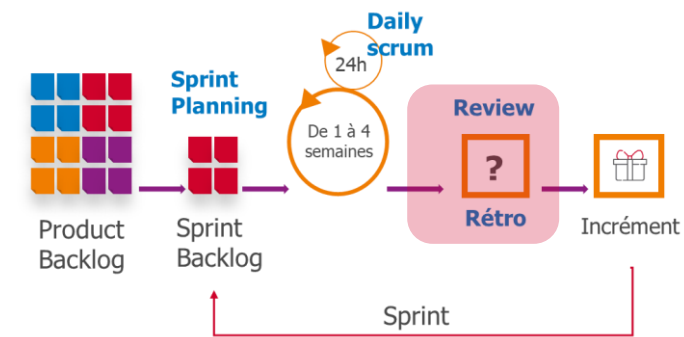 Daily
scrum
24h
Sprint
Planning
De 1 à 4
semaines
Review
?
Rétro
Product
Backlog
Sprint
Backlog
Incrément
Sprint